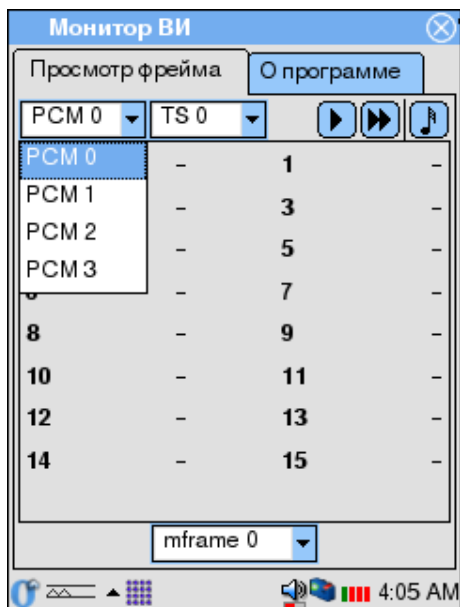 Монитор ВИ
Просмотр фрейма О программе
PCM 0 TS 0
PCM 0
PCM 1
PCM 2
PCM 3
– 1 –
– 3 –
– 5 –
– 7 –
8 – 9 –
10 – 11 –
12 – 13 –
14 – 15 –
mframe 0
4:05 AM